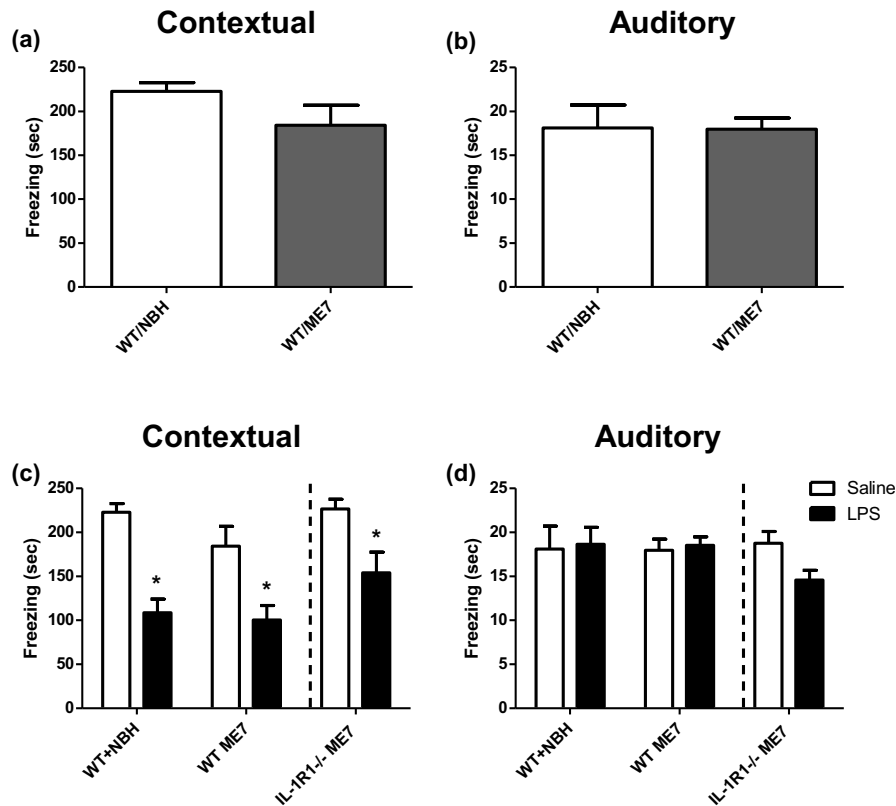 Contextual
(a)
Freezing (sec)
250
200
150
100
50
0
WT/NBH
WT/ME7
Auditory
(b)
Freezing (sec)
25
20
15
10
5
0
WT/NBH
WT/ME7
Contextual
(c)
Freezing (sec)
250
200
150
100
50
0
*
*
*
WT+NBH
WT ME7
IL-1R1-/- ME7
Auditory
(d)
Freezing (sec)
25
20
15
10
5
0
WT+NBH
WT ME7
IL-1R1-/- ME7
Saline
LPS